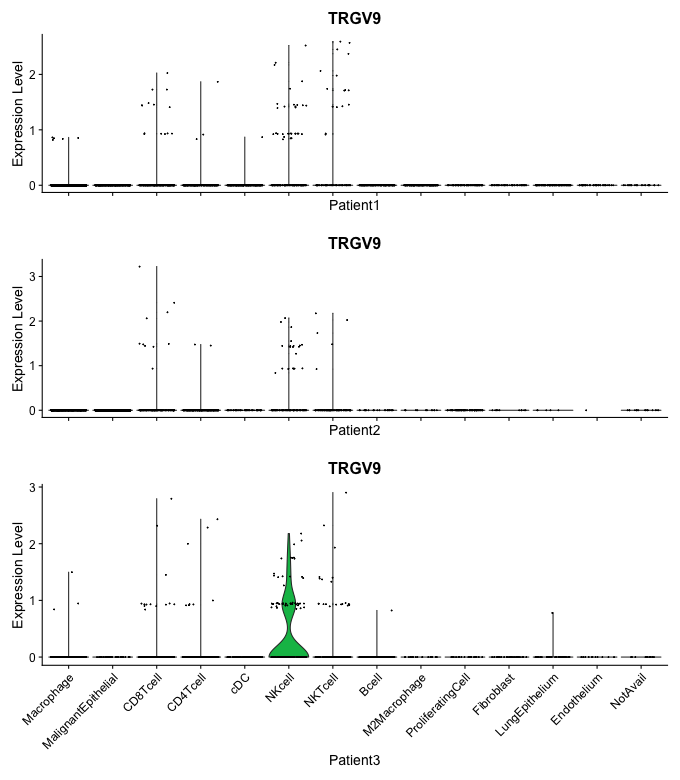 TRGV9
Expression Level
2
1
0
Patient1
TRGV9
Expression Level
3
2
1
0
Patient2
TRGV9
Expression Level
3
2
1
0
Macrophage
MalignantEpithelial
CD8Tcell
CD4Tcell
cDC
NKcell
NKTcell
Bcell
M2Macrophage
ProliferatingCell
Fibroblast
LungEpithelium
Endothelium
NotAvail
Patient3